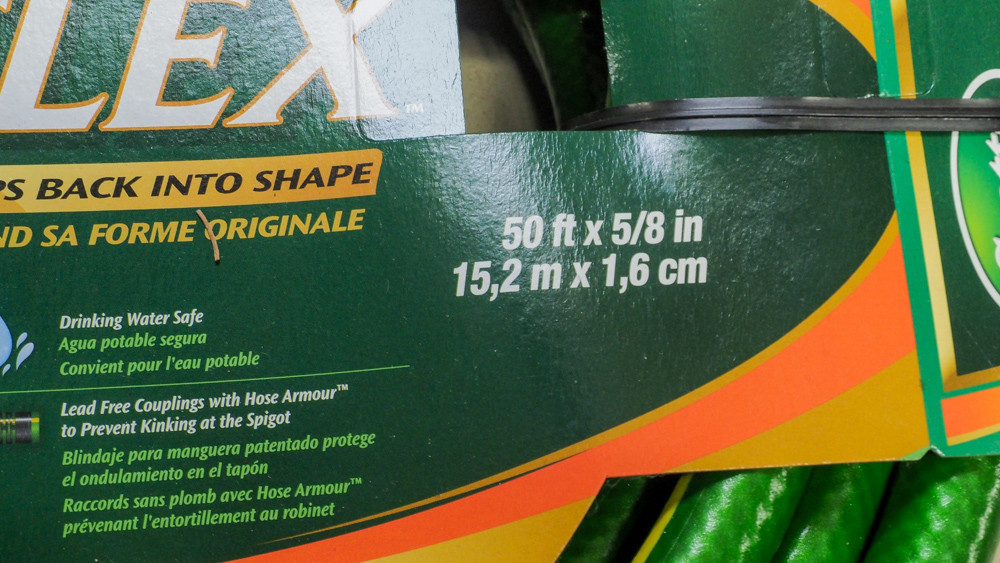 LEX™
PS BACK INTO SHAPE
ND SA FORME ORIGINALE
50 ft x 5/8 in
15,2 m x 1,6 cm
Drinking Water Safe
Agua potable segura
Convient pour l'eau potable
Lead Free Couplings with Hose Armour™
to Prevent Kinking at the Spigot
Blindaje para manguera patentado protege
el ondulamiento en el tapón
Raccords sans plomb avec Hose Armour™
prévenant l'entortillement au robinet